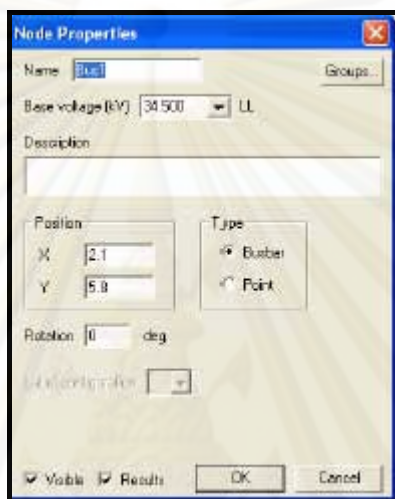 Node Properties
Name Bus1 Groups...
Base voltage (kV) 34.500 LL
Description
Position Type
X 2.1 Busbar
Y 5.8 Point
Rotation 0 deg
Visible Results OK Cancel